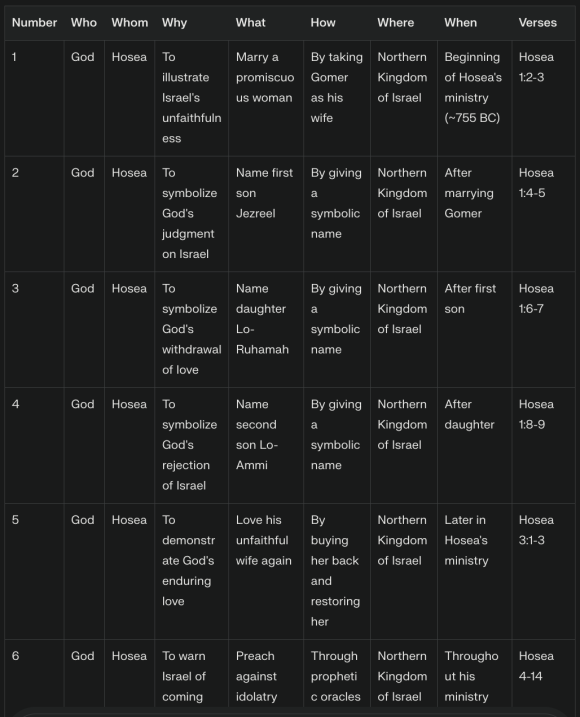 Number Who Whom Why What How Where When Verses
1 God Hosea To Marry a By taking Northern Beginning Hosea
illustrate promiscuo Gomer Kingdom of Hosea's 1:2-3
Israel's us woman as his of Israel ministry
unfaithfuln wife (~755 BC)
ess
2 God Hosea To Name first By giving Northern After Hosea
symbolize son a Kingdom marrying 1:4-5
God's Jezreel symbolic of Israel Gomer
judgment name
on Israel
3 God Hosea To Name By giving Northern After first Hosea
symbolize daughter a Kingdom son 1:6-7
God's Lo- symbolic of Israel
withdrawal Ruhamah name
of love
4 God Hosea To Name By giving Northern After Hosea
symbolize second a Kingdom daughter 1:8-9
God's son Lo- symbolic of Israel
rejection Ammi name
of Israel
5 God Hosea To Love his By Northern Later in Hosea
demonstr unfaithful buying Kingdom Hosea's 3:1-3
ate God's wife again her back of Israel ministry
enduring and
love restoring
her
6 God Hosea To warn Preach Through Northern Througho Hosea
Israel of against propheti Kingdom ut his 4-14
coming idolatry c oracles of Israel ministry